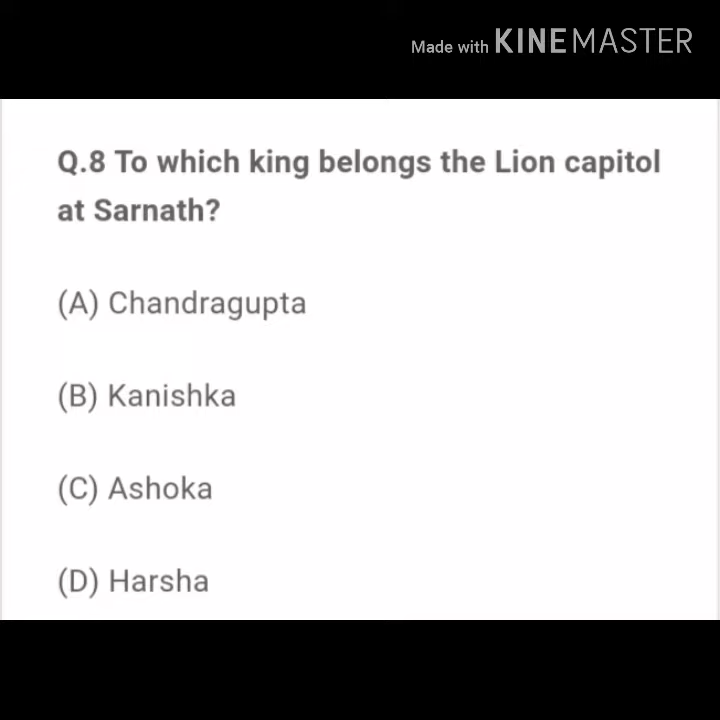 Made with KINEMASTER
Q.8 To which king belongs the Lion capitol
at Sarnath?
(A) Chandragupta
(B) Kanishka
(C) Ashoka
(D) Harsha